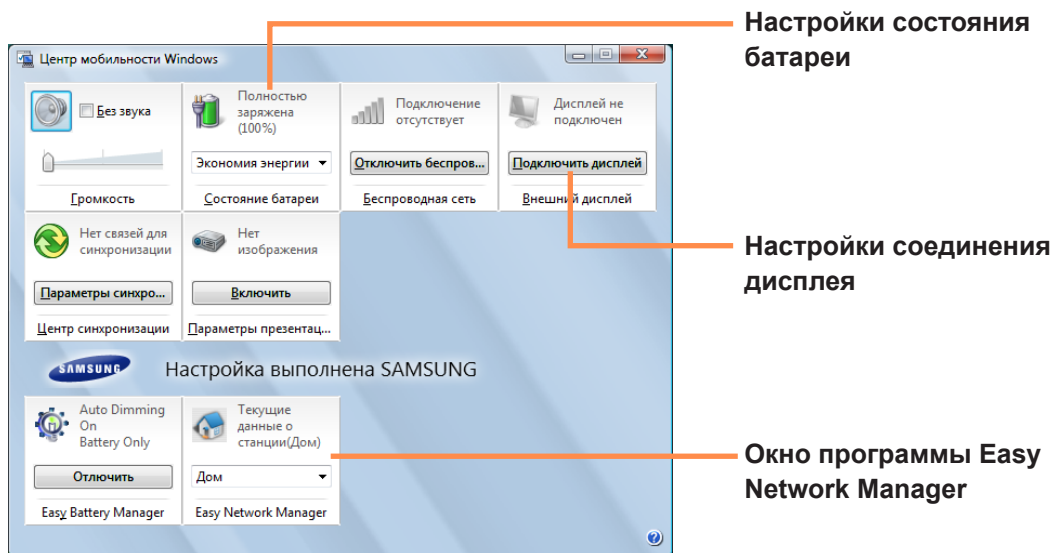 Настройки состояния
батареи
Центр мобильности Windows
Без звука
Громкость
Полностью
заряжена
(100%)
Экономия энергии
Состояние батареи
Подключение
отсутствует
Отключить беспров...
Беспроводная сеть
Дисплей не
подключен
Подключить дисплей
Внешний дисплей
Настройки соединения
дисплея
Нет связей для
синхронизации
Параметры синхро...
Центр синхронизации
Нет
изображения
Включить
Параметры презентац...
SAMSUNG
Настройка выполнена SAMSUNG
Auto Dimming
On
Battery Only
Отлючить
Easy Battery Manager
Текущие
данные о
станции(Дом)
Дом
Easy Network Manager
Окно программы Easy
Network Manager